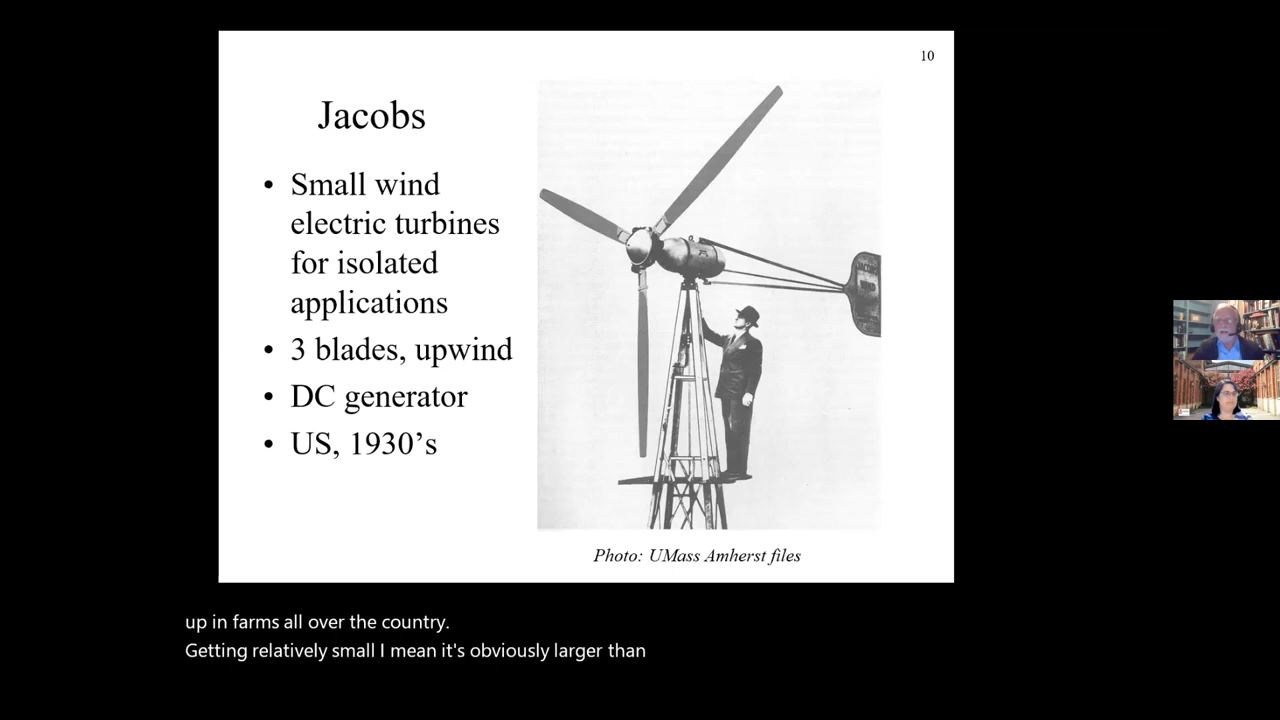 10
Jacobs
• Small wind
electric turbines
for isolated
applications
• 3 blades, upwind
• DC generator
• US, 1930’s
Photo: UMass Amherst files
up in farms all over the country.
Getting relatively small I mean it's obviously larger than